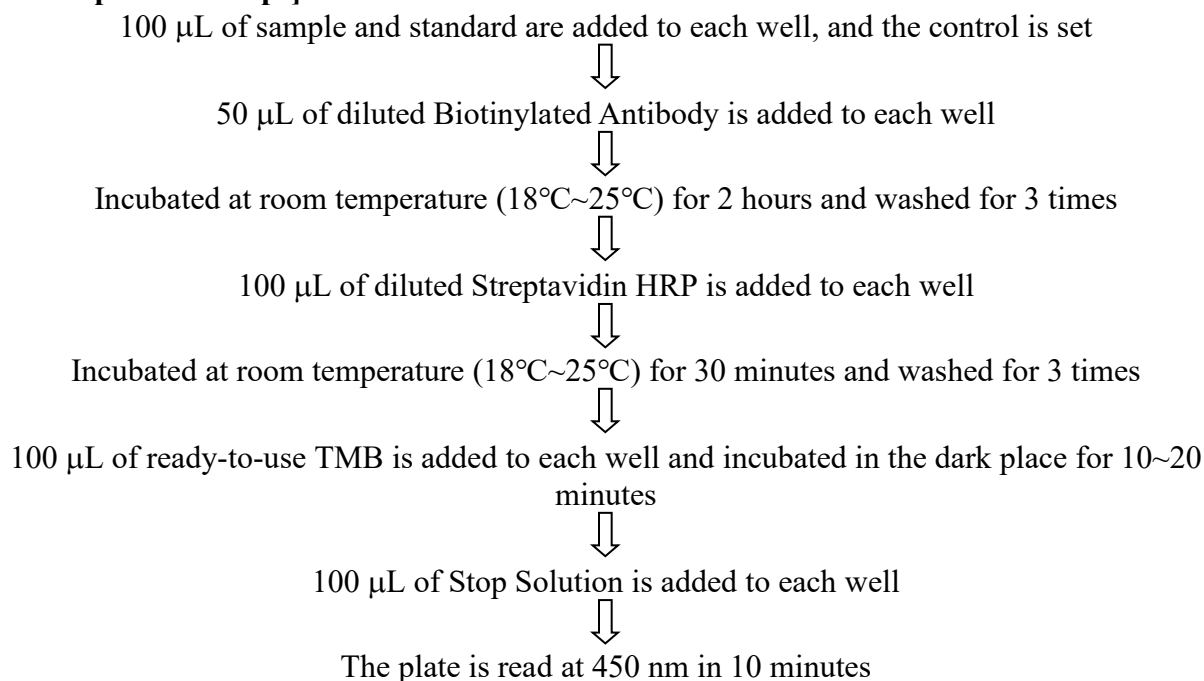 100 μL of sample and standard are added to each well, and the control is set
50 μL of diluted Biotinylated Antibody is added to each well
Incubated at room temperature (18℃~25℃) for 2 hours and washed for 3 times
100 μL of diluted Streptavidin HRP is added to each well
Incubated at room temperature (18℃~25℃) for 30 minutes and washed for 3 times
100 μL of ready-to-use TMB is added to each well and incubated in the dark place for 10~20
minutes
100 μL of Stop Solution is added to each well
The plate is read at 450 nm in 10 minutes